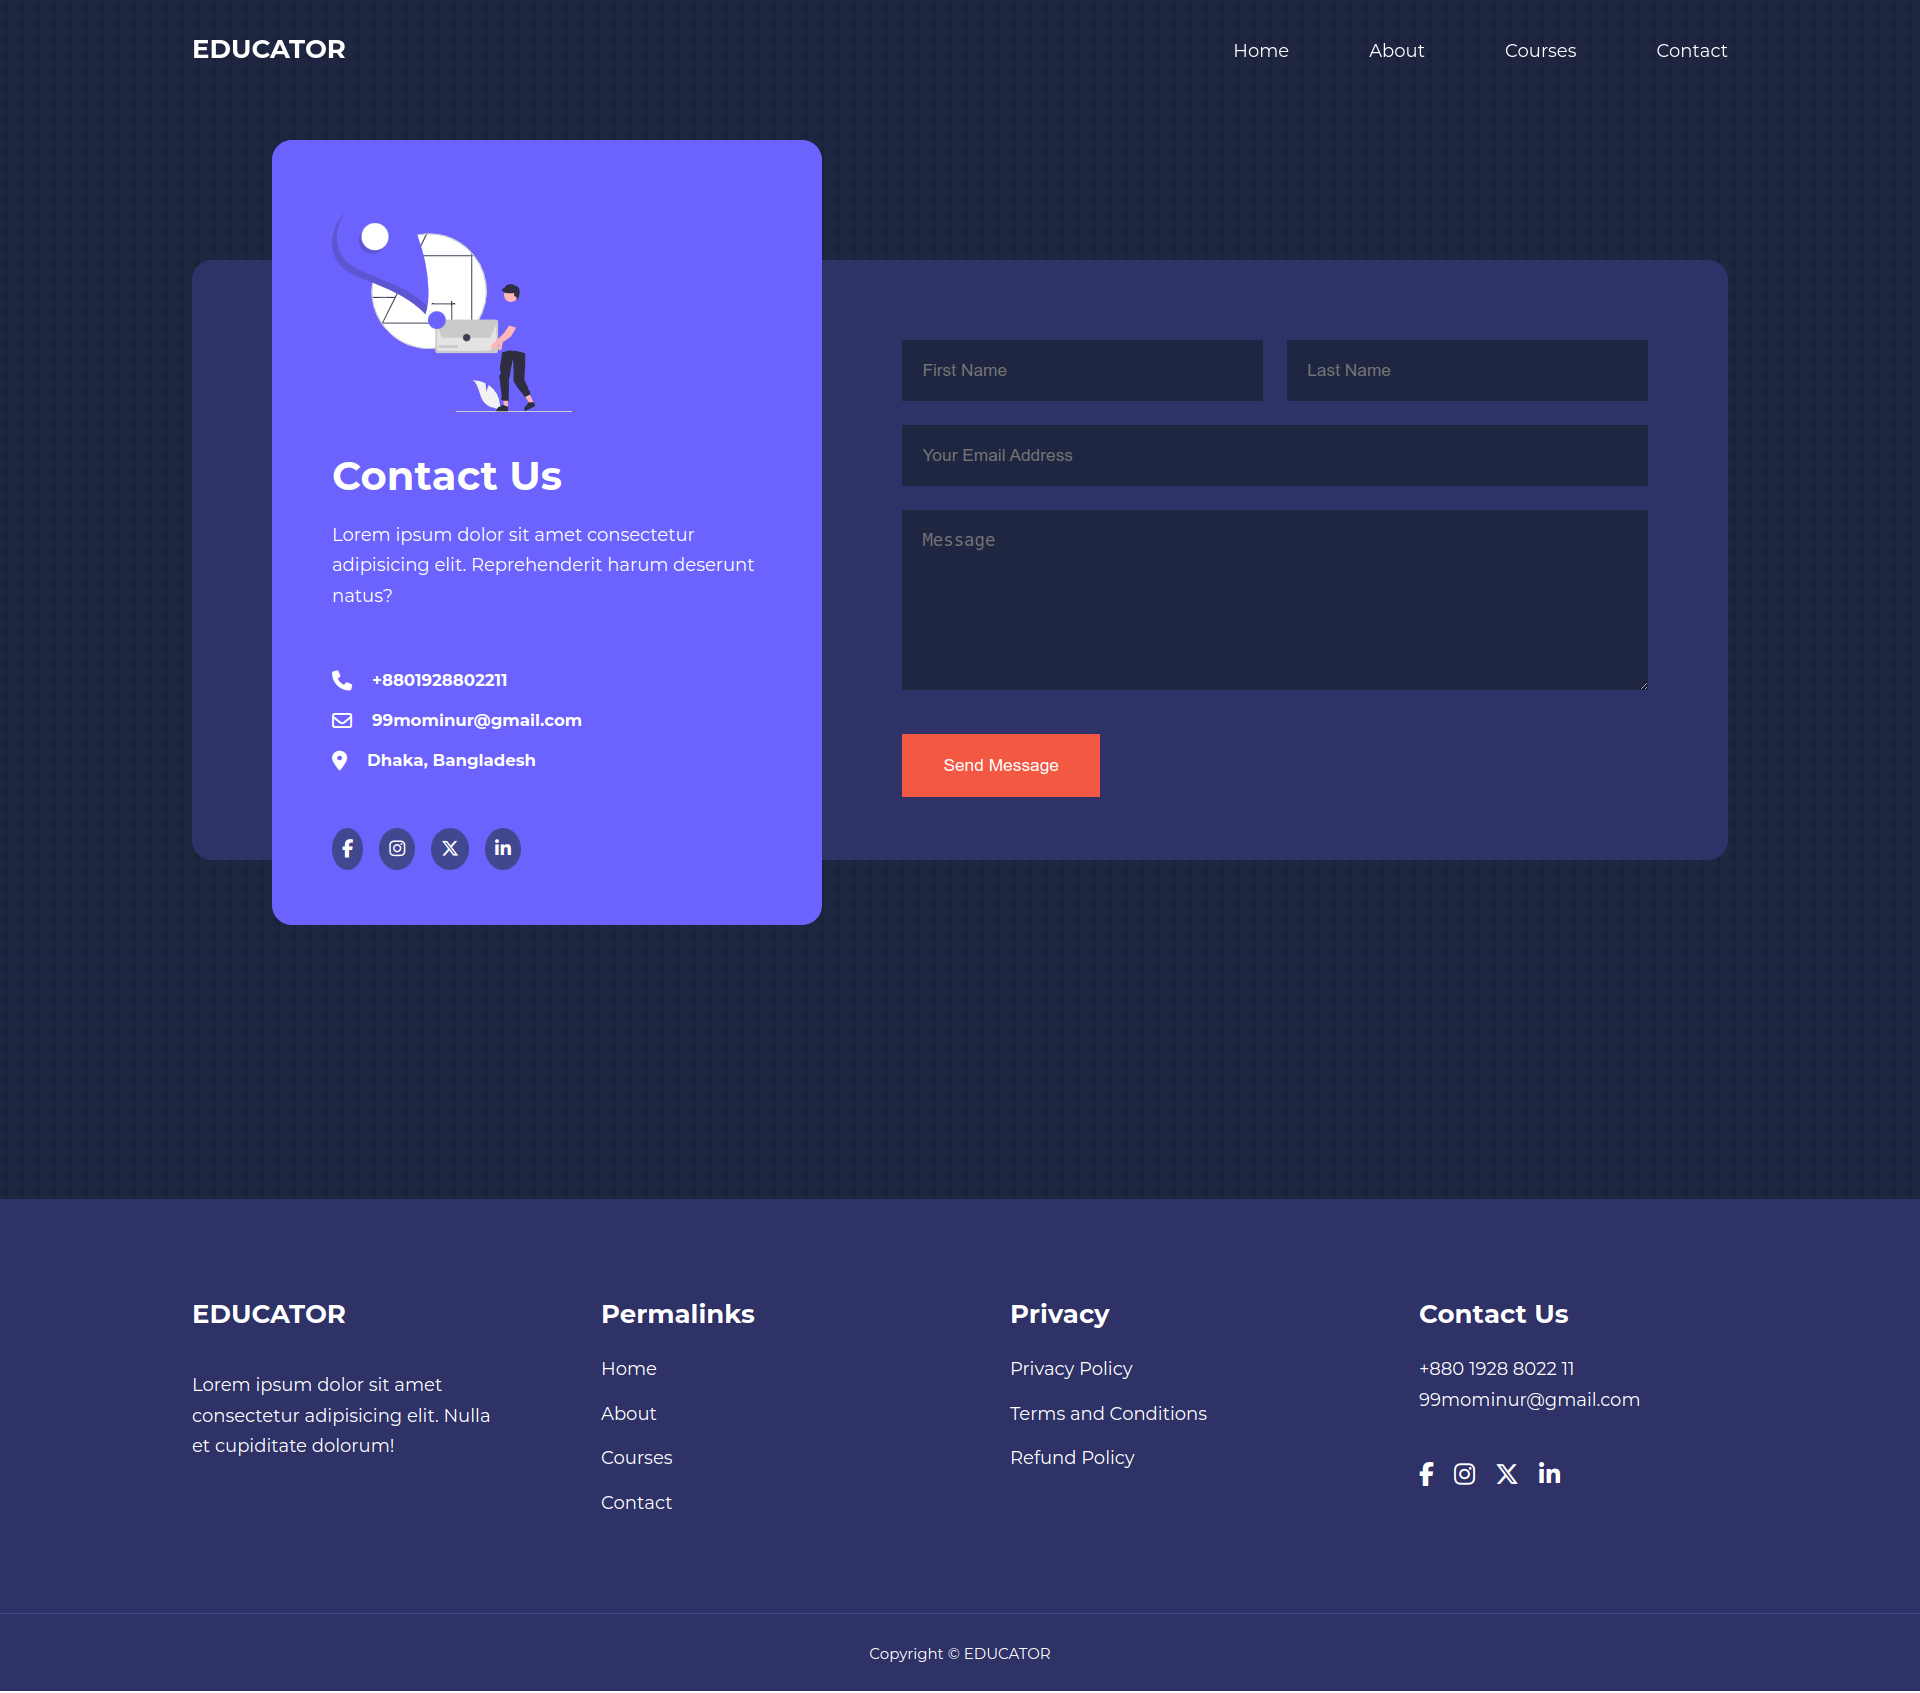 EDUCATOR
Home
About
Courses
Contact
Contact Us
Lorem ipsum dolor sit amet consectetur
adipisicing elit. Reprehenderit harum deserunt
natus?
+8801928802211
99mominur@gmail.com
Dhaka, Bangladesh
First Name
Last Name
Your Email Address
Message
Send Message
EDUCATOR
Lorem ipsum dolor sit amet
consectetur adipisicing elit. Nulla
et cupiditate dolorum!
Permalinks
Home
About
Courses
Contact
Privacy
Privacy Policy
Terms and Conditions
Refund Policy
Contact Us
+880 1928 8022 11
99mominur@gmail.com
Copyright © EDUCATOR